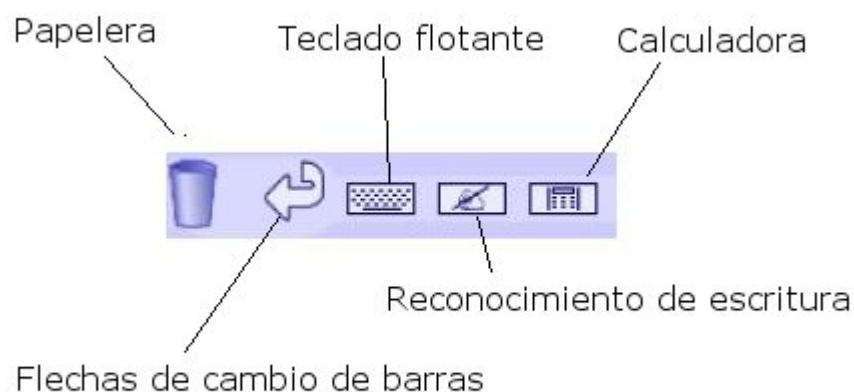 Papelera
Teclado flotante
Calculadora
Reconocimiento de escritura
Flechas de cambio de barras